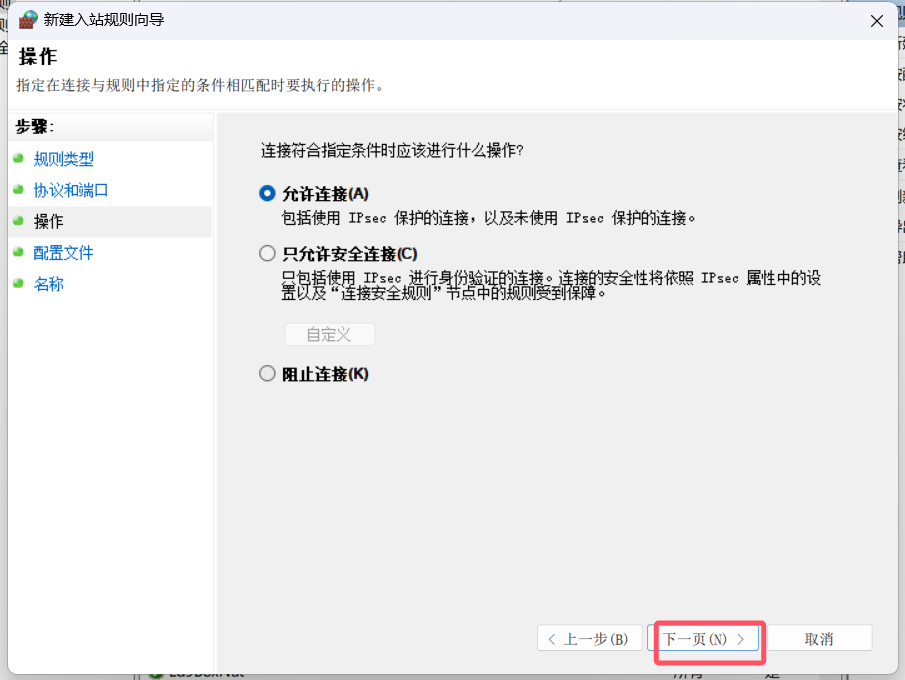 新建入站规则向导
操作
指定在连接与规则中指定的条件相匹配时要执行的操作。
步骤:
规则类型
协议和端口
操作
配置文件
名称
连接符合指定条件时应该进行什么操作?
允许连接(A)
包括使用 IPsec 保护的连接，以及未使用 IPsec 保护的连接。
只允许安全连接(C)
只包括使用 IPsec 进行身份验证的连接。连接的安全性将依照 IPsec 属性中的设
置以及“连接安全规则”节点中的规则受到保障。
自定义
阻止连接(K)
< 上一步(B)
下一页(N) >
取消